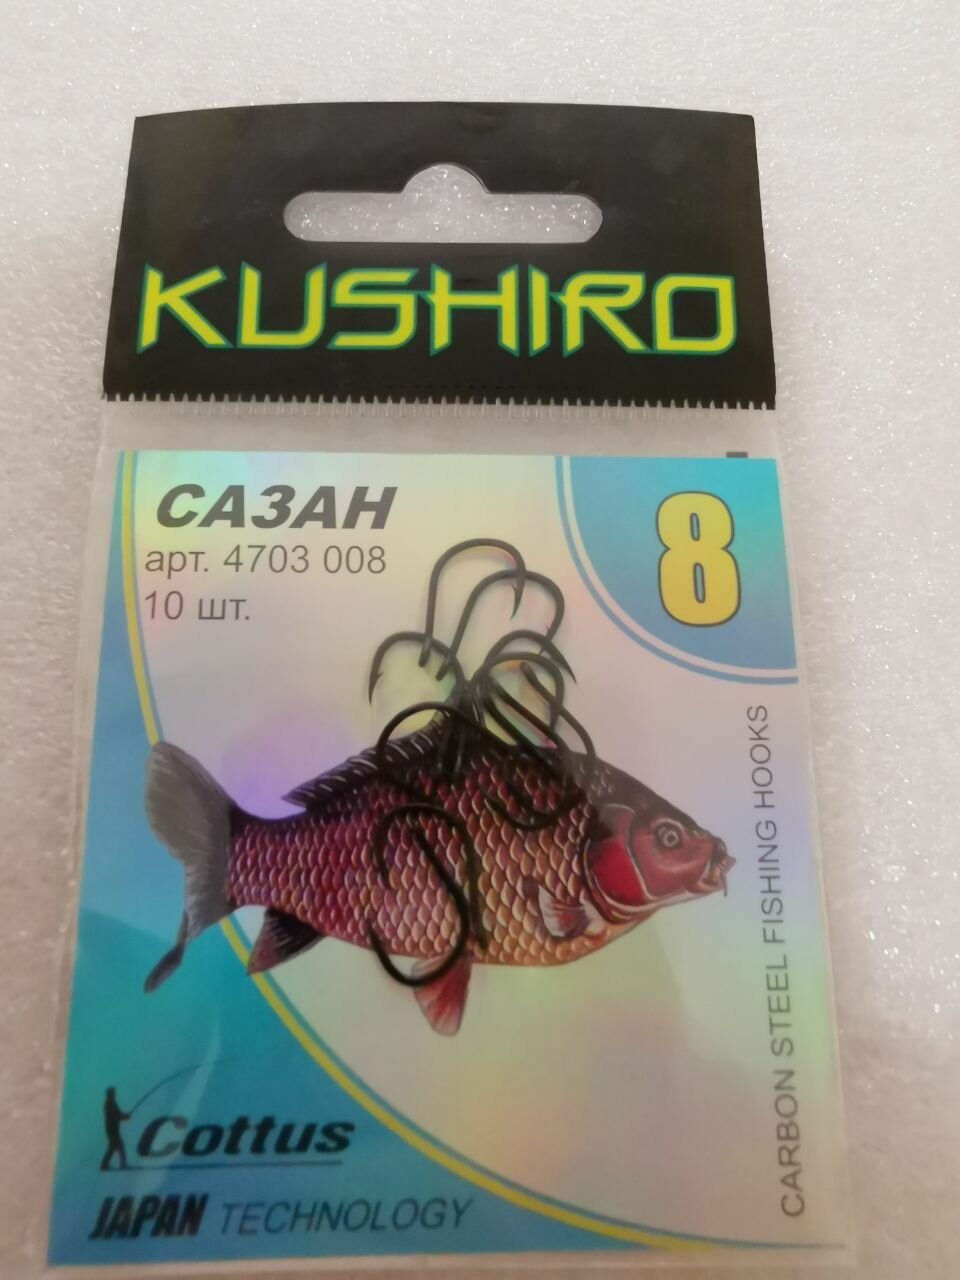 KUSHIRO
САЗАН
арт. 4703 008
10 шт.
8
CARBON STEEL FISHING HOOKS
Cottus
JAPAN TECHNOLOGY